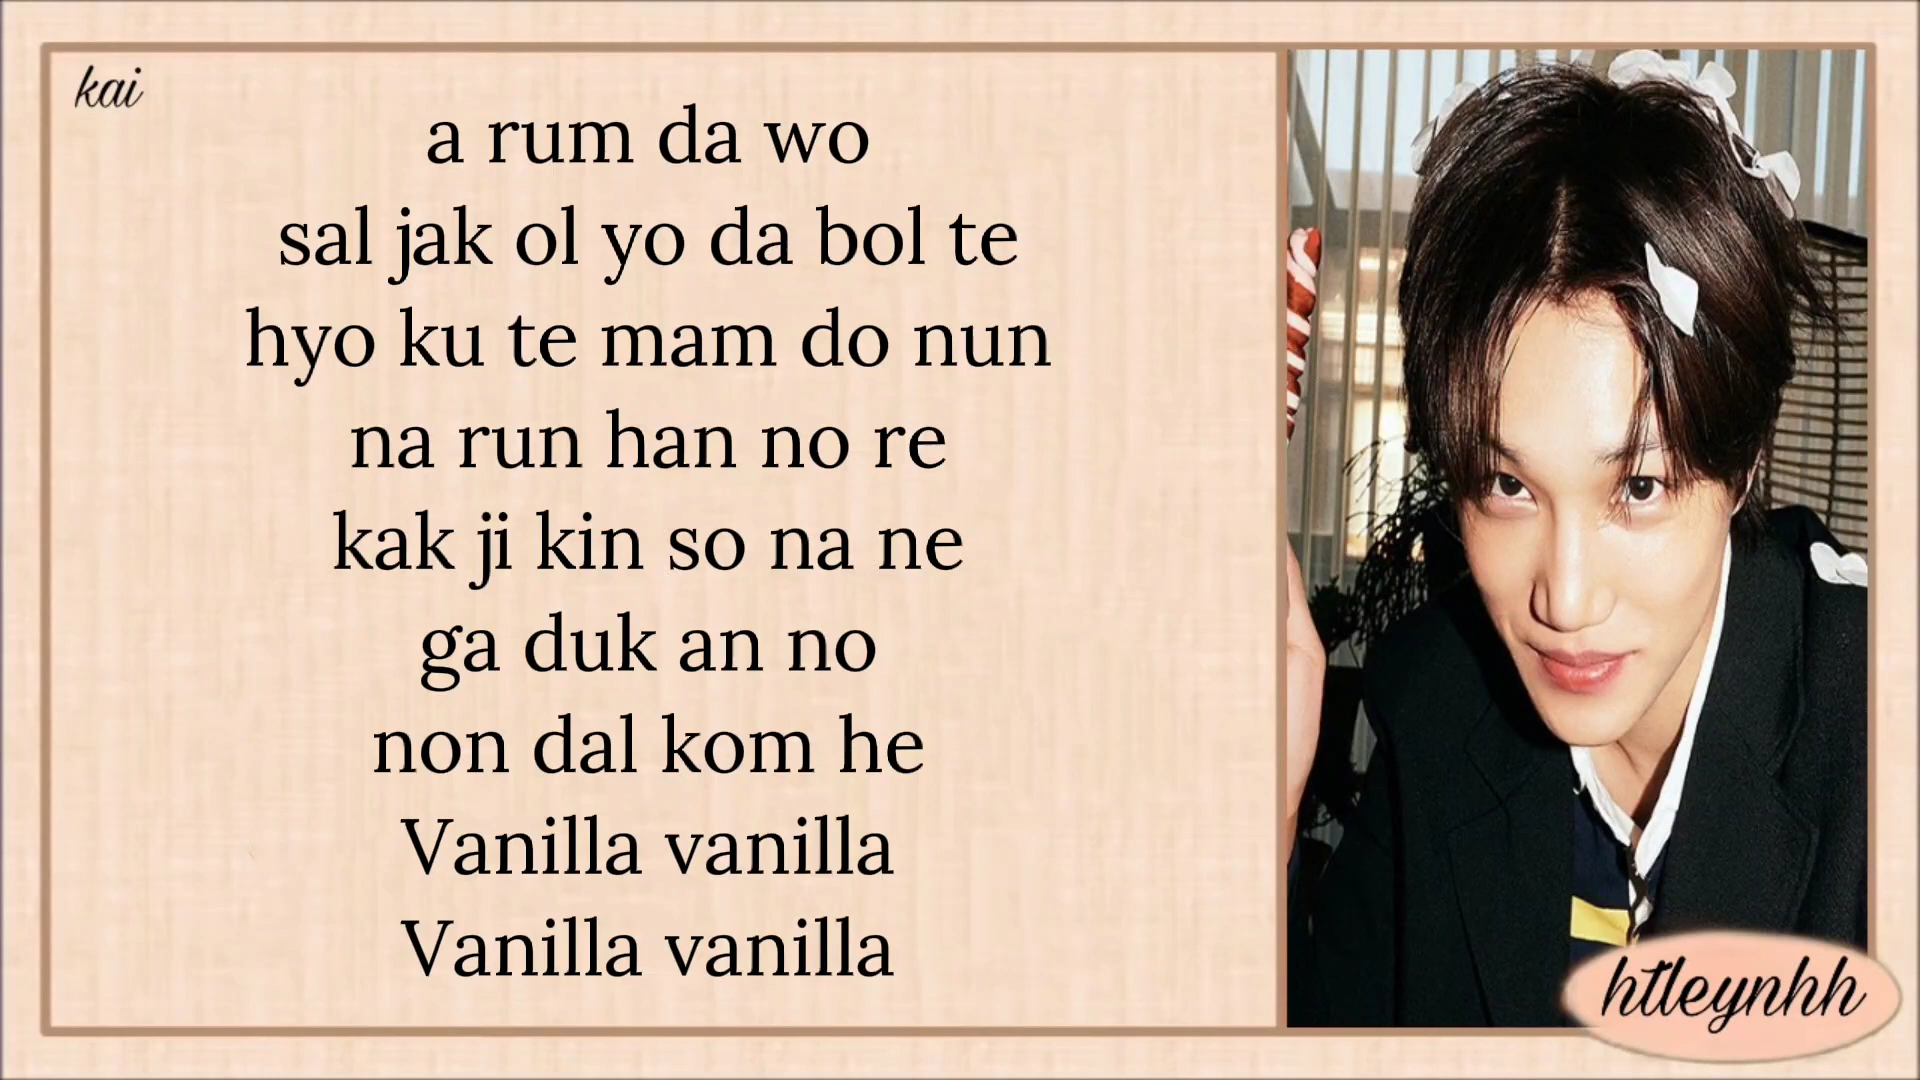 kai
a rum da wo
sal jak ol yo da bol te
hyo ku te mam do nun
na run han no re
kak ji kin so na ne
ga duk an no
non dal kom he
Vanilla vanilla
Vanilla vanilla
htleynhh